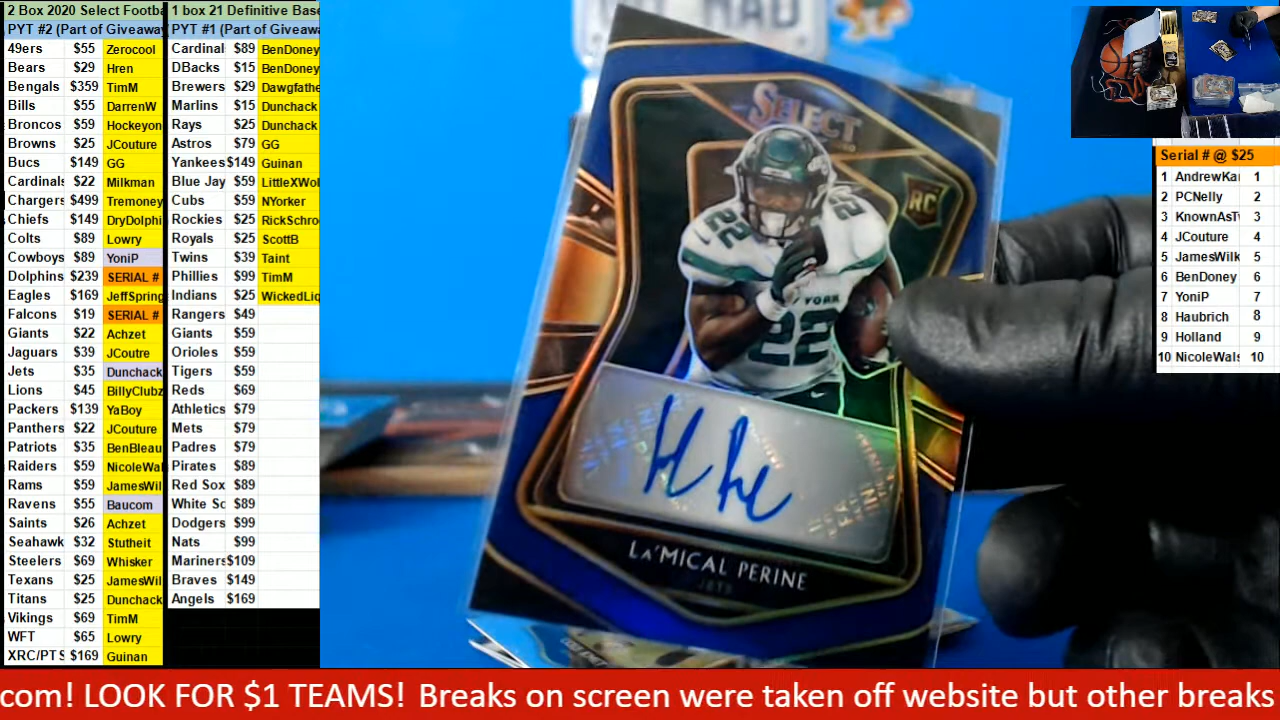 2 Box 2020 Select Footba
PYT #2 (Part of Giveaway
49ers $55 Zerocool
Bears $29 Hren
Bengals $359 TimM
Bills $55 DarrenW
Broncos $59 Hockeyon
Browns $25 JCouture
Bucs $149 GG
Cardinals $22 Milkman
Chargers $499 Tremoney
Chiefs $149 DryDolphi
Colts $89 Lowry
Cowboys $89 YoniP
Dolphins $239 SERIAL #
Eagles $169 JeffSpring
Falcons $19 SERIAL #
Giants $22 Achzet
Jaguars $39 JCoutre
Jets $35 Dunchack
Lions $45 BillyClubz
Packers $139 YaBoy
Panthers $22 JCouture
Patriots $35 BenBleau
Raiders $59 NicoleWal
Rams $59 JamesWil
Ravens $55 Baucom
Saints $26 Achzet
Seahawk $32 Stutheit
Steelers $69 Whisker
Texans $25 JamesWil
Titans $25 Dunchack
Vikings $69 TimM
WFT $65 Lowry
XRC/PTS $169 Guinan
1 box 21 Definitive Base
PYT #1 (Part of Giveawa
Cardinal $89 BenDoney
DBacks $15 BenDoney
Brewers $29 Dawgfathe
Marlins $15 Dunchack
Rays $25 Dunchack
Astros $79 GG
Yankees $149 Guinan
Blue Jay $59 LittleXWol
Cubs $59 NYorker
Rockies $25 RickSchro
Royals $25 ScottB
Twins $39 Taint
Phillies $99 TimM
Indians $25 WickedLiq
Rangers $49
Giants $59
Orioles $59
Tigers $59
Reds $69
Athletics $79
Mets $79
Padres $79
Pirates $89
Red Sox $89
White So $89
Dodgers $99
Nats $99
Mariners $109
Braves $149
Angels $169
SELECT
RC
22
22
YORK
22
LA'MICAL PERINE
JETS
Serial # @ $25
1 AndrewKar 1
2 PCNelly 2
3 KnownAsTv 3
4 JCouture 4
5 JamesWilk 5
6 BenDoney 6
7 YoniP 7
8 Haubrich 8
9 Holland 9
10 NicoleWals 10
com! LOOK FOR $1 TEAMS! Breaks on screen were taken off website but other breaks